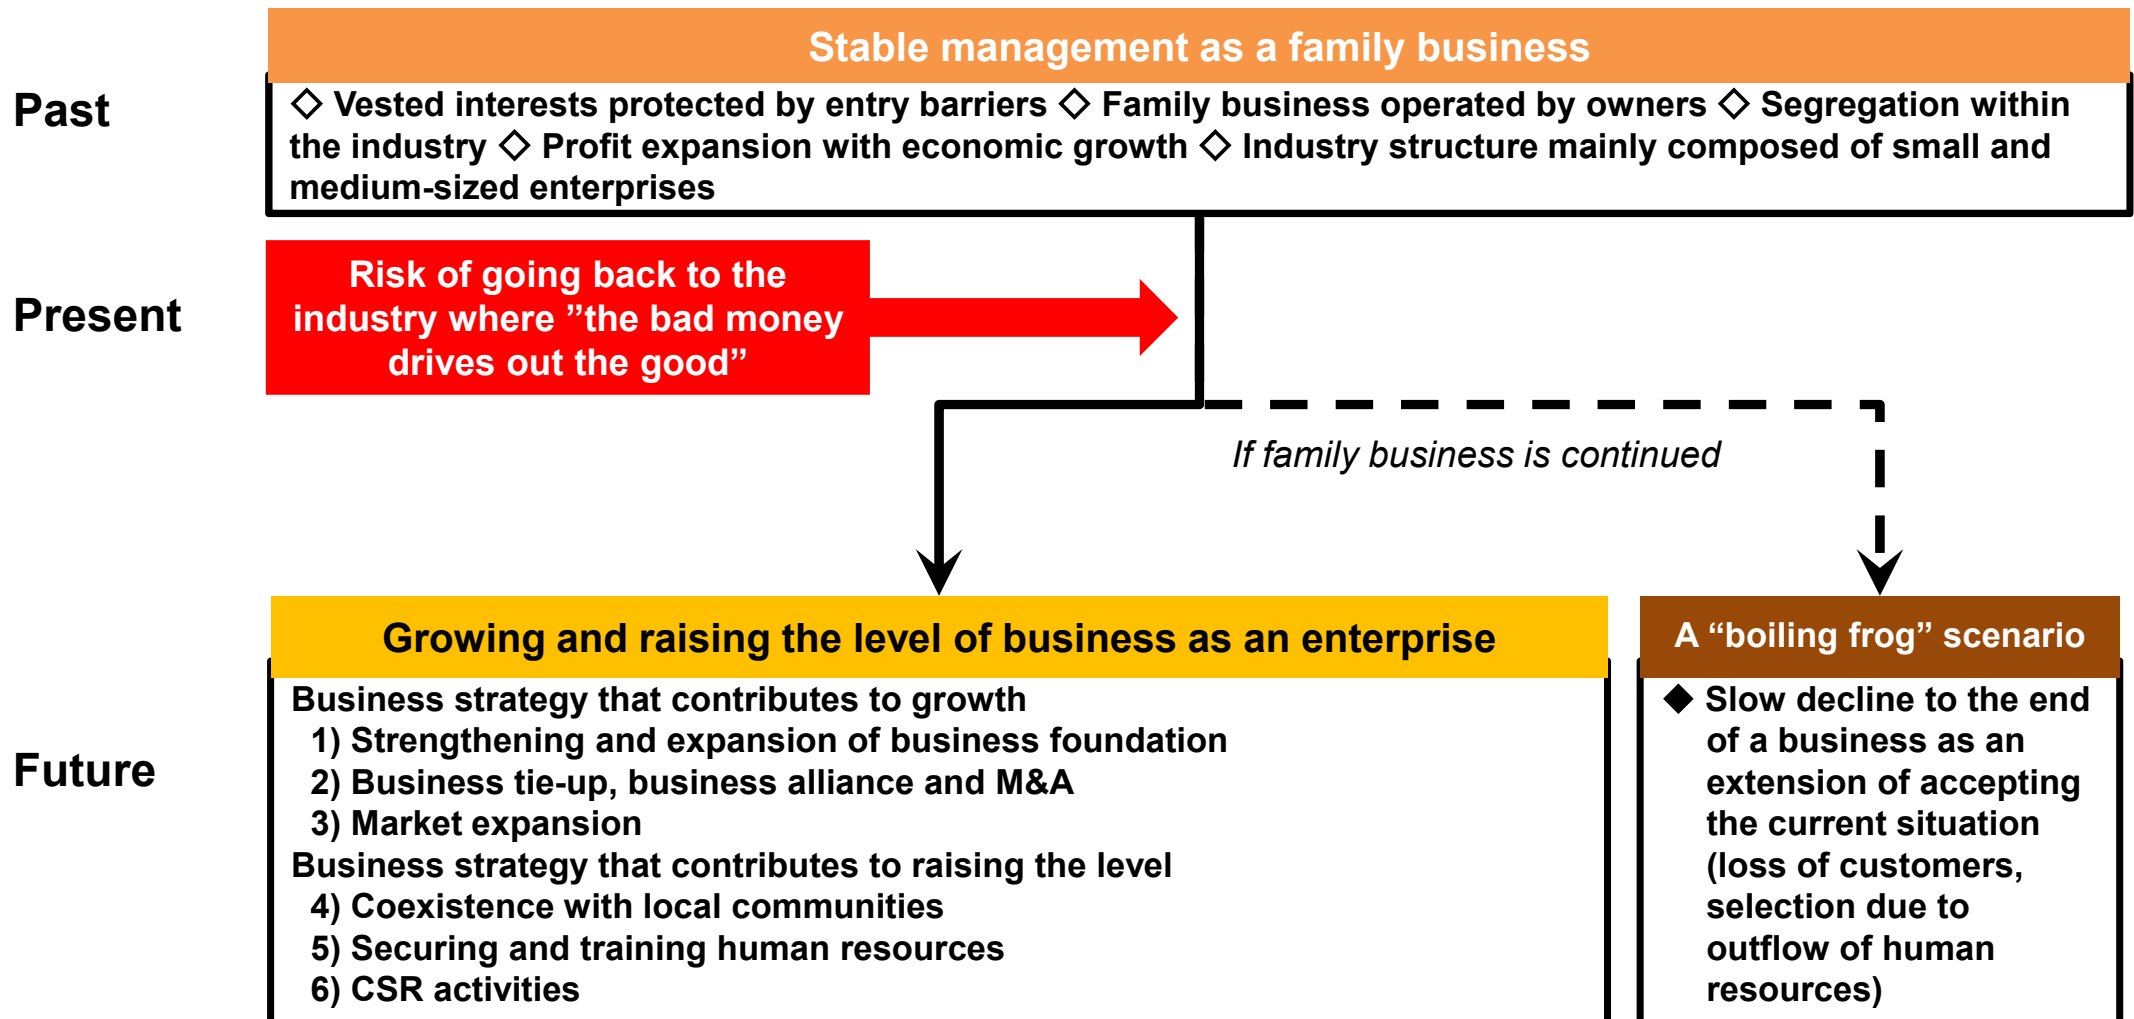 Stable management as a family business
Past
◇ Vested interests protected by entry barriers ◇ Family business operated by owners ◇ Segregation within
the industry ◇ Profit expansion with economic growth ◇ Industry structure mainly composed of small and
medium-sized enterprises
Present
Risk of going back to the
industry where ”the bad money
drives out the good”
If family business is continued
Future
Growing and raising the level of business as an enterprise
Business strategy that contributes to growth
1) Strengthening and expansion of business foundation
2) Business tie-up, business alliance and M&A
3) Market expansion
Business strategy that contributes to raising the level
4) Coexistence with local communities
5) Securing and training human resources
6) CSR activities
A “boiling frog” scenario
◆ Slow decline to the end
of a business as an
extension of accepting
the current situation
(loss of customers,
selection due to
outflow of human
resources)